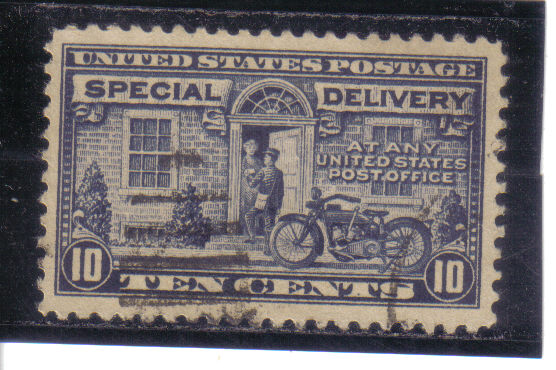 UNITED STATES POSTAGE
SPECIAL DELIVERY
AT ANY
UNITED STATES
POST OFFICE
10 10
TEN CENTS